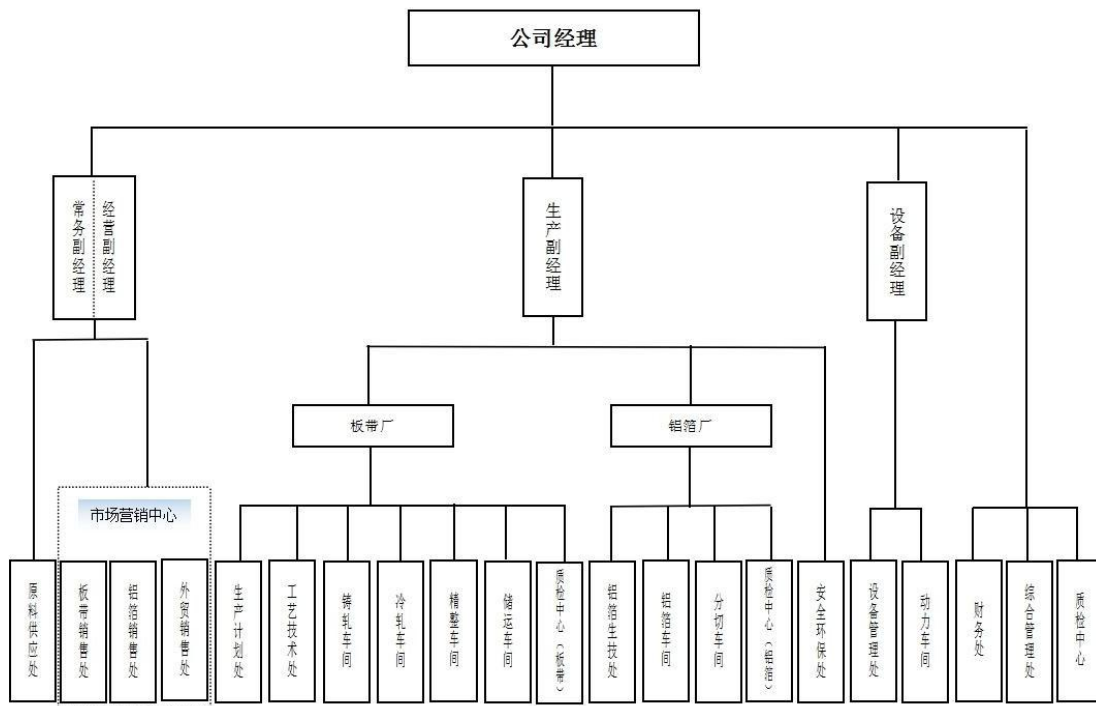 公司经理
常务副经理
经营副经理
生产副经理
设备副经理
板带厂
铝箔厂
市场营销中心
原料供应处
板带销售处
铝箔销售处
外贸销售处
生产计划处
工艺技术处
铸轧车间
冷轧车间
精整车间
储运车间
质检中心（板带）
铝箔生技处
铝箔车间
分切车间
质检中心（铝箔）
安全环保处
设备管理处
动力车间
财务处
综合管理处
质检中心